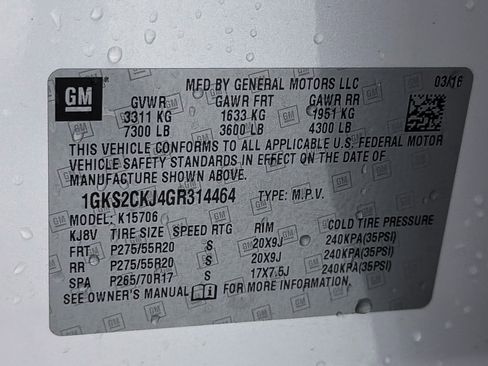 GM
MFD BY GENERAL MOTORS LLC 03/16
GVWR GAWR FRT GAWR RR
3311 KG 1633 KG 1951 KG
7300 LB 3600 LB 4300 LB
THIS VEHICLE CONFORMS TO ALL APPLICABLE U.S. FEDERAL MOTOR
VEHICLE SAFETY STANDARDS IN EFFECT ON THE DATE OF
MANUFACTURE SHOWN ABOVE.
1GKS2CKJ4GR314464 TYPE: M.P.V.
MODEL: K15706
KJ8V TIRE SIZE SPEED RTG RIM COLD TIRE PRESSURE
FRT P275/55R20 S 20X9J 240KPA(35PSI)
RR P275/55R20 S 20X9J 240KPA(35PSI)
SPA P265/70R17 S 17X7.5J 240KPA(35PSI)
SEE OWNER'S MANUAL FOR MORE INFORMATION.